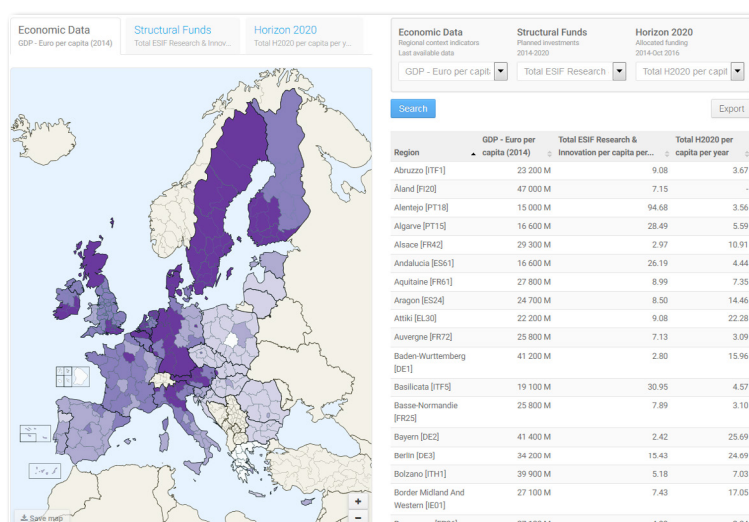 Economic Data
GDP - Euro per capita (2014)
Structural Funds
Total ESIF Research & Innov...
Horizon 2020
Total H2020 per capita per y...
Save map
+
−
Economic Data
Regional context indicators
Last available data
GDP - Euro per capit
Structural Funds
Planned investments
2014-2020
Total ESIF Research
Horizon 2020
Allocated funding
2014-Oct 2016
Total H2020 per capit
Search
Export
Region
GDP - Euro per
capita (2014)
Total ESIF Research &
Innovation per capita per...
Total H2020 per
capita per year
Abruzzo [ITF1] 23 200 M 9.08 3.67
Åland [FI20] 47 000 M 7.15 -
Alentejo [PT18] 15 000 M 94.68 3.56
Algarve [PT15] 16 600 M 28.49 5.59
Alsace [FR42] 29 300 M 2.97 10.91
Andalucia [ES61] 16 600 M 26.19 4.44
Aquitaine [FR61] 27 800 M 8.99 7.35
Aragon [ES24] 24 700 M 8.50 14.46
Attiki [EL30] 22 200 M 9.08 22.28
Auvergne [FR72] 25 800 M 7.13 3.09
Baden-Wurttemberg
[DE1] 41 200 M 2.80 15.96
Basilicata [ITF5] 19 100 M 30.95 4.57
Basse-Normandie
[FR25] 25 800 M 7.89 3.10
Bayern [DE2] 41 400 M 2.42 25.69
Berlin [DE3] 34 200 M 15.43 24.69
Bolzano [ITH1] 39 900 M 5.18 7.03
Border Midland And
Western [IE01] 27 100 M 7.43 17.05